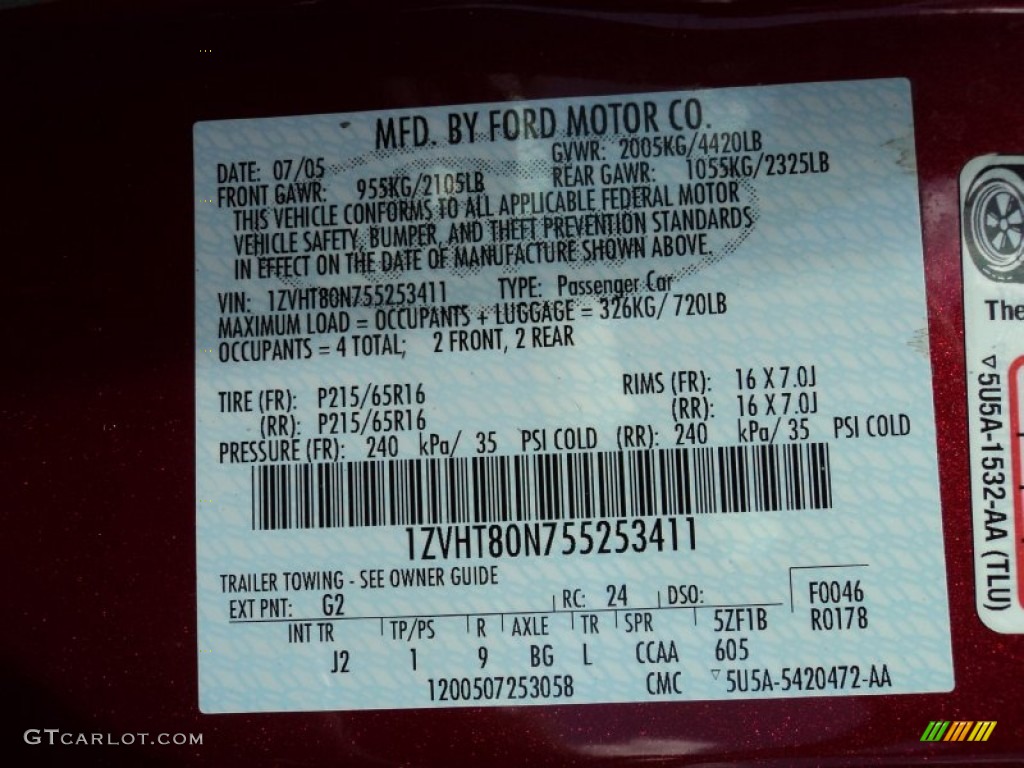 MFD. BY FORD MOTOR CO.
DATE: 07/05 GVWR: 2005KG/4420LB
FRONT GAWR: 955KG/2105LB REAR GAWR: 1055KG/2325LB
THIS VEHICLE CONFORMS TO ALL APPLICABLE FEDERAL MOTOR
VEHICLE SAFETY, BUMPER, AND THEFT PREVENTION STANDARDS
IN EFFECT ON THE DATE OF MANUFACTURE SHOWN ABOVE.
VIN: 1ZVHT80N755253411 TYPE: Passenger Car
MAXIMUM LOAD = OCCUPANTS + LUGGAGE = 326KG/ 720LB
OCCUPANTS = 4 TOTAL; 2 FRONT, 2 REAR
TIRE (FR): P215/65R16 RIMS (FR): 16 X 7.0J
(RR): P215/65R16 (RR): 16 X 7.0J
PRESSURE (FR): 240 kPa/ 35 PSI COLD (RR): 240 kPa/ 35 PSI COLD
1ZVHT80N755253411
TRAILER TOWING - SEE OWNER GUIDE
EXT PNT: G2 RC: 24 DSO: F0046
INT TR TP/PS R AXLE TR SPR 5ZF1B R0178
J2 1 9 BG L CCAA 605
1200507253058 CMC ▽5U5A-5420472-AA
The
▽5U5A-1532-AA (TLU)
GTCARLOT.COM